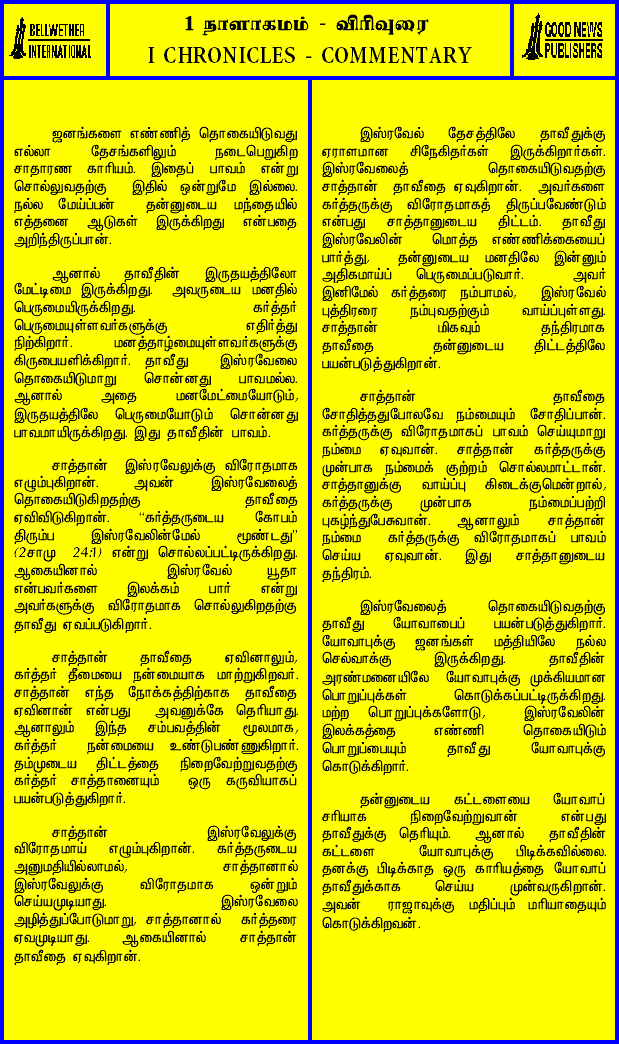 BELLWETHER
INTERNATIONAL
1 நாளாகமம் - விரிவுரை
I CHRONICLES - COMMENTARY
GOOD NEWS
PUBLISHERS
ஜனங்களை எண்ணித் தொகையிடுவது
எல்லா தேசங்களிலும் நடைபெறுகிற
சாதாரண காரியம். இதைப் பாவம் என்று
சொல்லுவதற்கு இதில் ஒன்றுமே இல்லை.
நல்ல மேய்ப்பன் தன்னுடைய மந்தையில்
எத்தனை ஆடுகள் இருக்கிறது என்பதை
அறிந்திருப்பான்.
ஆனால் தாவீதின் இருதயத்திலோ
மேட்டிமை இருக்கிறது. அவருடைய மனதில்
பெருமையிருக்கிறது. கர்த்தர்
பெருமையுள்ளவர்களுக்கு எதிர்த்து
நிற்கிறார். மனத்தாழ்மையுள்ளவர்களுக்கு
கிருபையளிக்கிறார். தாவீது இஸ்ரவேலை
தொகையிடுமாறு சொன்னது பாவமல்ல.
ஆனால் அதை மனமேட்மையோடும்,
இருதயத்திலே பெருமையோடும் சொன்னது
பாவமாயிருக்கிறது. இது தாவீதின் பாவம்.
சாத்தான் இஸ்ரவேலுக்கு விரோதமாக
எழும்புகிறான். அவன் இஸ்ரவேலைத்
தொகையிடுகிறதற்கு தாவீதை
ஏவிவிடுகிறான். "கர்த்தருடைய கோபம்
திரும்ப இஸ்ரவேலின்மேல் மூண்டது"
(2சாமு 24:1) என்று சொல்லப்பட்டிருக்கிறது.
ஆகையினால் இஸ்ரவேல் யூதா
என்பவர்களை இலக்கம் பார் என்று
அவர்களுக்கு விரோதமாக சொல்லுகிறதற்கு
தாவீது ஏவப்படுகிறார்.
சாத்தான் தாவீதை ஏவினாலும்,
கர்த்தர் தீமையை நன்மையாக மாற்றுகிறவர்.
சாத்தான் எந்த நோக்கத்திற்காக தாவீதை
ஏவினான் என்பது அவனுக்கே தெரியாது.
ஆனாலும் இந்த சம்பவத்தின் மூலமாக,
கர்த்தர் நன்மையை உண்டுபண்ணுகிறார்.
தம்முடைய திட்டத்தை நிறைவேற்றுவதற்கு
கர்த்தர் சாத்தானையும் ஒரு கருவியாகப்
பயன்படுத்துகிறார்.
சாத்தான் இஸ்ரவேலுக்கு
விரோதமாய் எழும்புகிறான். கர்த்தருடைய
அனுமதியில்லாமல், சாத்தானால்
இஸ்ரவேலுக்கு விரோதமாக ஒன்றும்
செய்யமுடியாது. இஸ்ரவேலை
அழித்துப்போடுமாறு, சாத்தானால் கர்த்தரை
ஏவமுடியாது. ஆகையினால் சாத்தான்
தாவீதை ஏவுகிறான்.
இஸ்ரவேல் தேசத்திலே தாவீதுக்கு
ஏராளமான சிநேகிதர்கள் இருக்கிறார்கள்.
இஸ்ரவேலைத் தொகையிடுவதற்கு
சாத்தான் தாவீதை ஏவுகிறான். அவர்களை
கர்த்தருக்கு விரோதமாகத் திருப்பவேண்டும்
என்பது சாத்தானுடைய திட்டம். தாவீது
இஸ்ரவேலின் மொத்த எண்ணிக்கையைப்
பார்த்து, தன்னுடைய மனதிலே இன்னும்
அதிகமாய்ப் பெருமைப்படுவார். அவர்
இனிமேல் கர்த்தரை நம்பாமல், இஸ்ரவேல்
புத்திரரை நம்புவதற்கும் வாய்ப்புள்ளது.
சாத்தான் மிகவும் தந்திரமாக
தாவீதை தன்னுடைய திட்டத்திலே
பயன்படுத்துகிறான்.
சாத்தான் தாவீதை
சோதித்ததுபோலவே நம்மையும் சோதிப்பான்.
கர்த்தருக்கு விரோதமாகப் பாவம் செய்யுமாறு
நம்மை ஏவுவான். சாத்தான் கர்த்தருக்கு
முன்பாக நம்மைக் குற்றம் சொல்லமாட்டான்.
சாத்தானுக்கு வாய்ப்பு கிடைக்குமென்றால்,
கர்த்தருக்கு முன்பாக நம்மைப்பற்றி
புகழ்ந்துபேசுவான். ஆனாலும் சாத்தான்
நம்மை கர்த்தருக்கு விரோதமாகப் பாவம்
செய்ய ஏவுவான். இது சாத்தானுடைய
தந்திரம்.
இஸ்ரவேலைத் தொகையிடுவதற்கு
தாவீது யோவாபைப் பயன்படுத்துகிறார்.
யோவாபுக்கு ஜனங்கள் மத்தியிலே நல்ல
செல்வாக்கு இருக்கிறது. தாவீதின்
அரண்மனையிலே யோவாபுக்கு முக்கியமான
பொறுப்புக்கள் கொடுக்கப்பட்டிருக்கிறது.
மற்ற பொறுப்புக்களோடு, இஸ்ரவேலின்
இலக்கத்தை எண்ணி தொகையிடும்
பொறுப்பையும் தாவீது யோவாபுக்கு
கொடுக்கிறார்.
தன்னுடைய கட்டளையை யோவாப்
சரியாக நிறைவேற்றுவான் என்பது
தாவீதுக்கு தெரியும். ஆனால் தாவீதின்
கட்டளை யோவாபுக்கு பிடிக்கவில்லை.
தனக்கு பிடிக்காத ஒரு காரியத்தை யோவாப்
தாவீதுக்காக செய்ய முன்வருகிறான்.
அவன் ராஜாவுக்கு மதிப்பும் மரியாதையும்
கொடுக்கிறவன்.